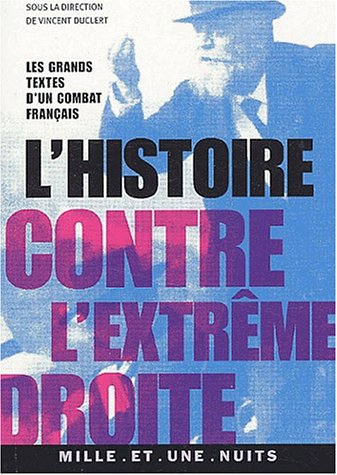 SOUS LA DIRECTION
DE VINCENT DUCLERT
LES GRANDS
TEXTES
D'UN COMBAT
FRANÇAIS
L'HISTOIRE
CONTRE
L'EXTRÊME
DROITE
MILLE.ET.UNE.NUITS